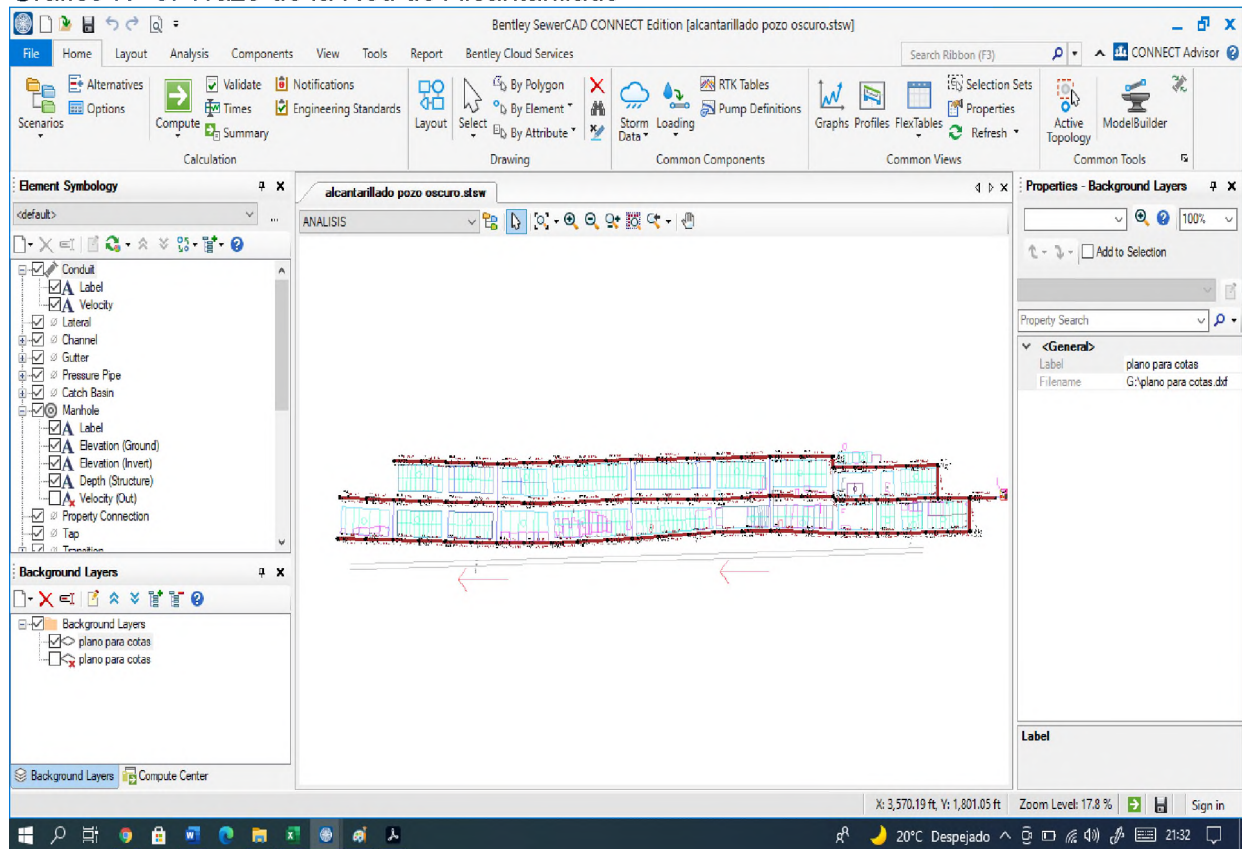 Bentley SewerCAD CONNECT Edition [alcantarillado pozo oscuro.stsw]
File Home Layout Analysis Components View Tools Report Bentley Cloud Services Search Ribbon (F3) CONNECT Advisor
Scenarios Alternatives Options Compute Validate Times Summary Notifications Engineering Standards
Calculation
Layout Select By Polygon By Element By Attribute
Drawing
Storm Data Loading RTK Tables Pump Definitions
Common Components
Graphs Profiles FlexTables Selection Sets Properties Refresh
Common Views
Active Topology ModelBuilder
Common Tools
Element Symbology
<default>
Conduit
Label
Velocity
Lateral
Channel
Gutter
Pressure Pipe
Catch Basin
Manhole
Label
Elevation (Ground)
Elevation (Invert)
Depth (Structure)
Velocity (Out)
Property Connection
Tap
Transition
Background Layers
Background Layers
plano para cotas
plano para cotas
Background Layers Compute Center
alcantarillado pozo oscuro.stsw
ANALISIS
Properties - Background Layers
100%
Add to Selection
Property Search
<General>
Label plano para cotas
Filename G:\plano para cotas.dxf
Label
X: 3,570.19 ft, Y: 1,801.05 ft Zoom Level: 17.8 % Sign in
20°C Despejado 21:32